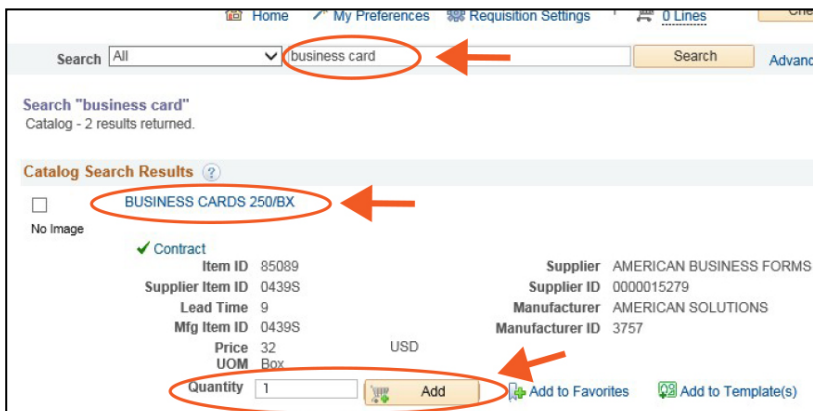 Home My Preferences Requisition Settings 0 Lines
Search All business card Search
Search "business card"
Catalog - 2 results returned.
Catalog Search Results ?
BUSINESS CARDS 250/BX
No Image
Contract
Item ID 85089 Supplier AMERICAN BUSINESS FORMS
Supplier Item ID 0439S Supplier ID 0000015279
Lead Time 9 Manufacturer AMERICAN SOLUTIONS
Mfg Item ID 0439S Manufacturer ID 3757
Price 32 USD
UOM Box
Quantity 1 Add Add to Favorites Add to Template(s)